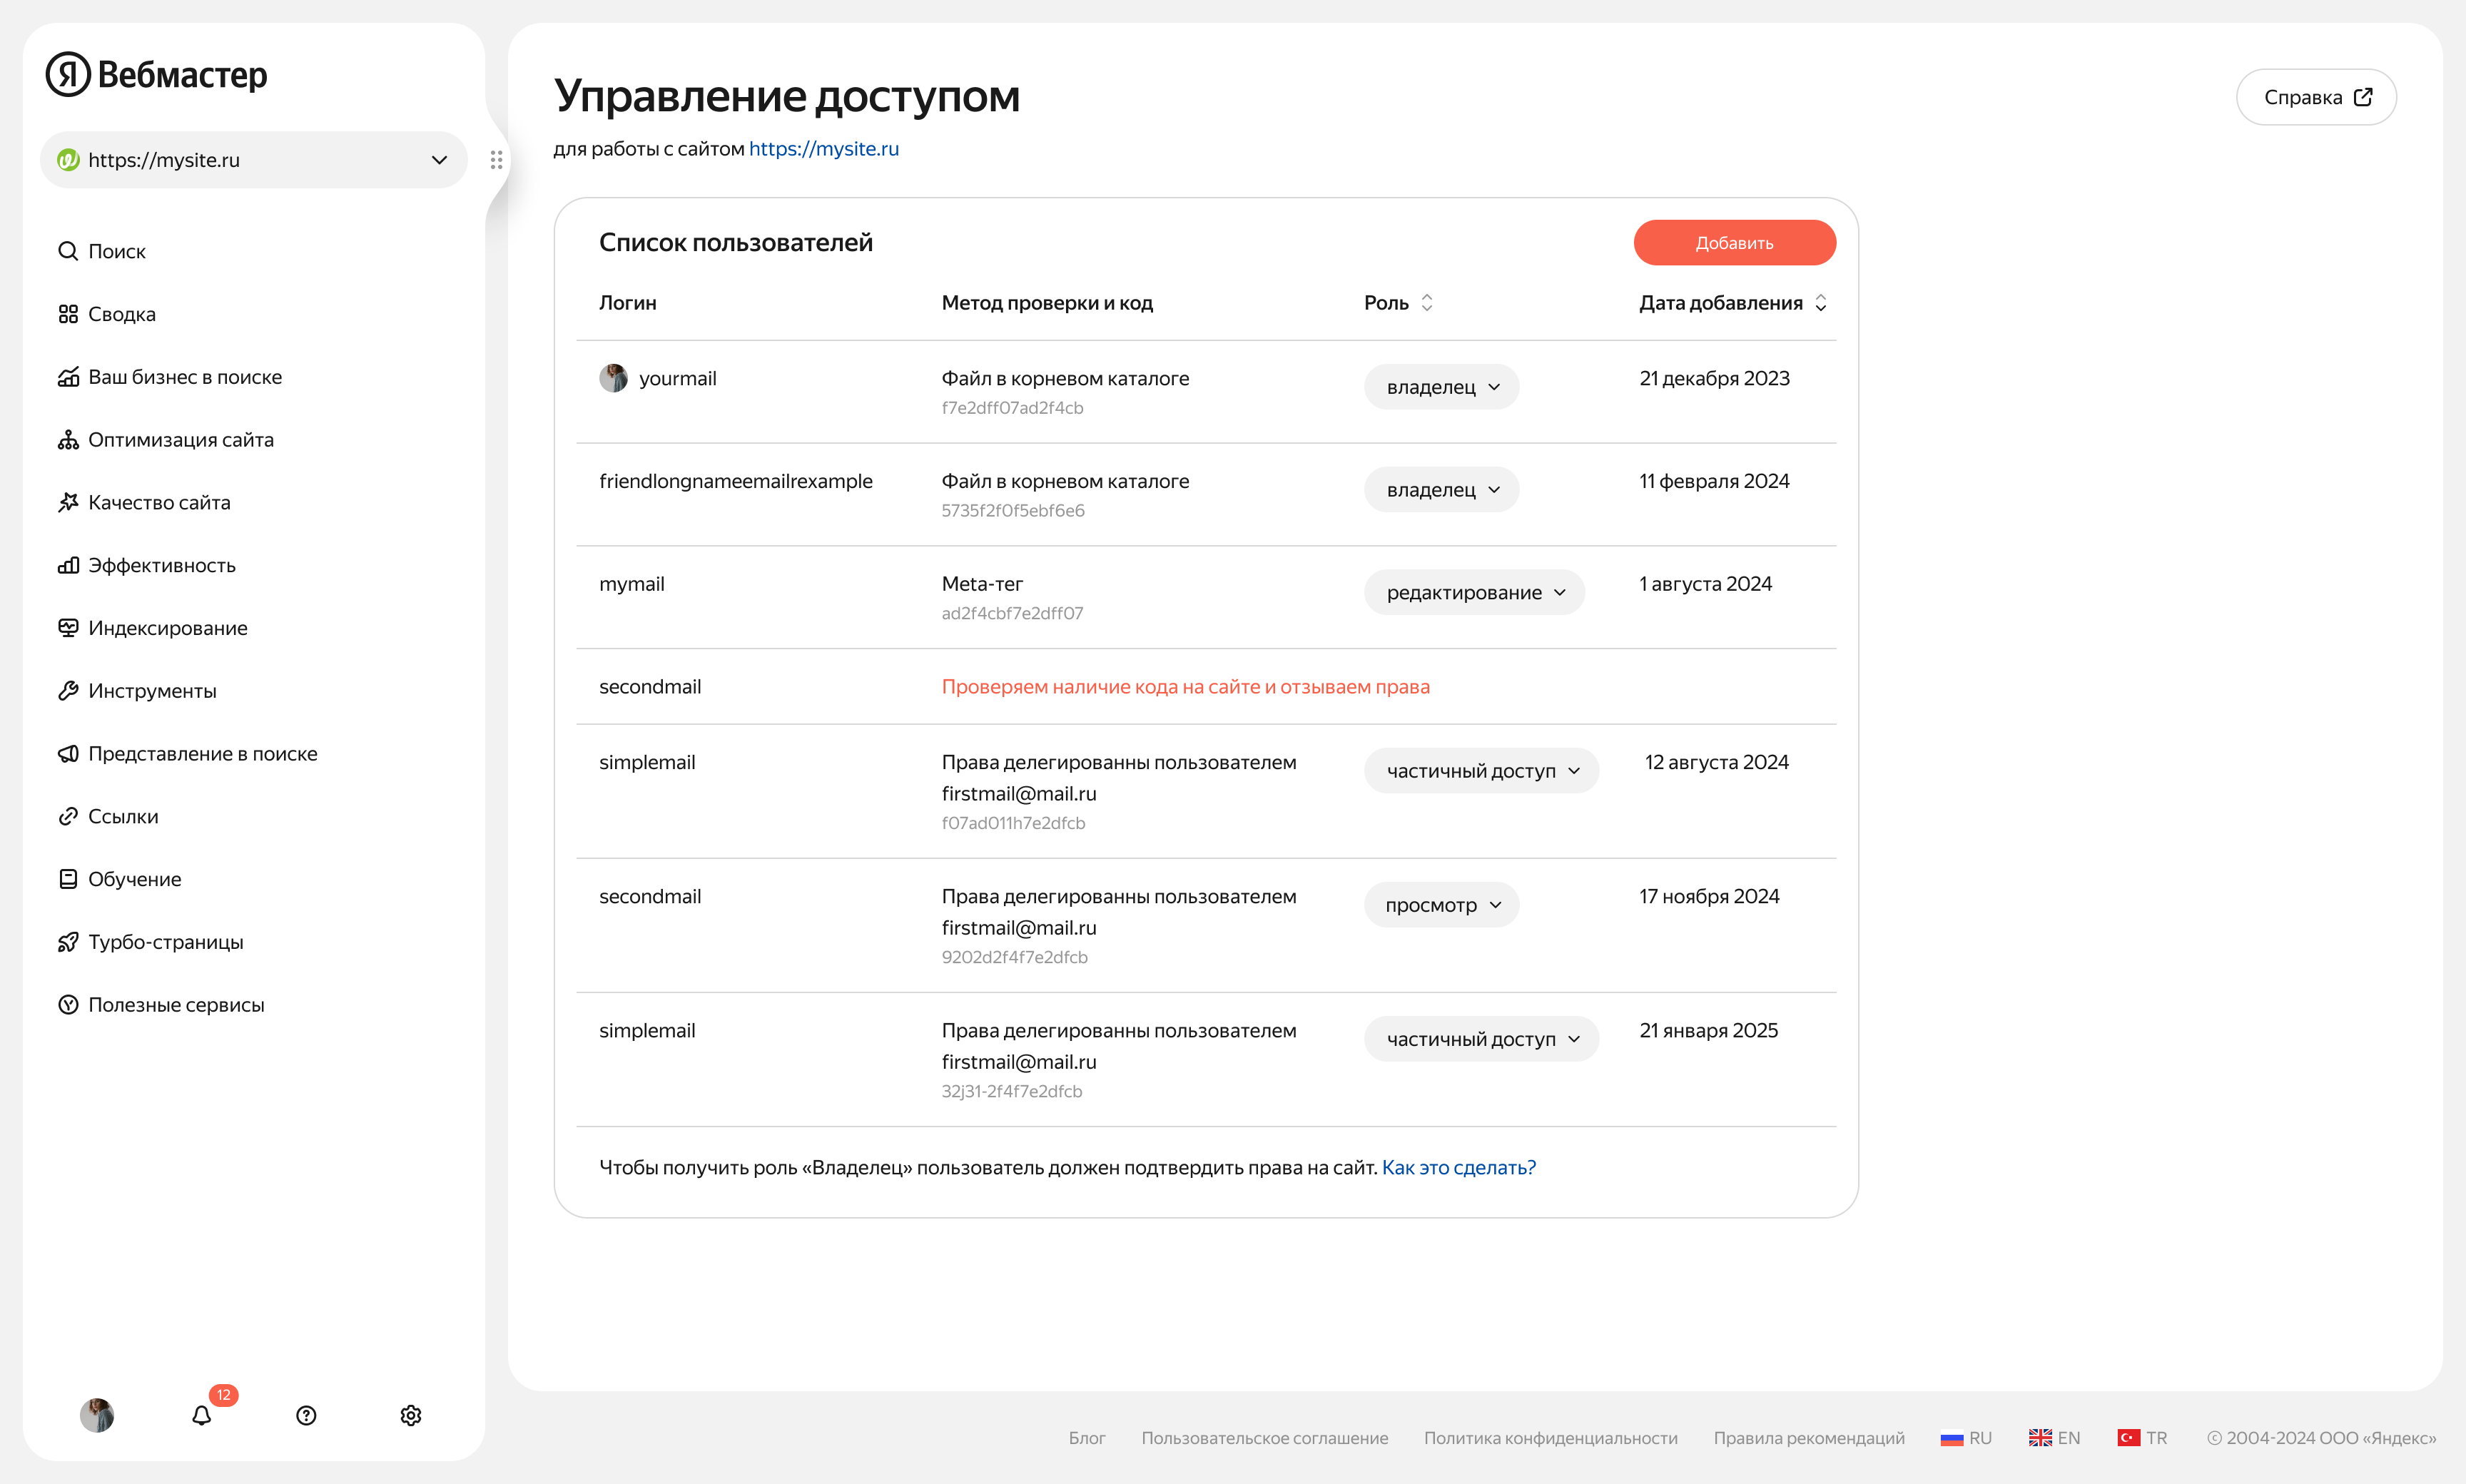 Я Вебмастер
https://mysite.ru
Поиск
Сводка
Ваш бизнес в поиске
Оптимизация сайта
Качество сайта
Эффективность
Индексирование
Инструменты
Представление в поиске
Ссылки
Обучение
Турбо-страницы
Полезные сервисы
12
Управление доступом
для работы с сайтом https://mysite.ru
Справка
Список пользователей
Добавить
Логин Метод проверки и код Роль Дата добавления
yourmail Файл в корневом каталоге владелец 21 декабря 2023
f7e2dff07ad2f4cb
friendlongnameemailrexample Файл в корневом каталоге владелец 11 февраля 2024
5735f2f0f5ebf6e6
mymail Meta-тег редактирование 1 августа 2024
ad2f4cbf7e2dff07
secondmail Проверяем наличие кода на сайте и отзываем права
simplemail Права делегированны пользователем частичный доступ 12 августа 2024
firstmail@mail.ru
f07ad011h7e2dfcb
secondmail Права делегированны пользователем просмотр 17 ноября 2024
firstmail@mail.ru
9202d2f4f7e2dfcb
simplemail Права делегированны пользователем частичный доступ 21 января 2025
firstmail@mail.ru
32j31-2f4f7e2dfcb
Чтобы получить роль «Владелец» пользователь должен подтвердить права на сайт. Как это сделать?
Блог Пользовательское соглашение Политика конфиденциальности Правила рекомендаций RU EN TR © 2004-2024 ООО «Яндекс»